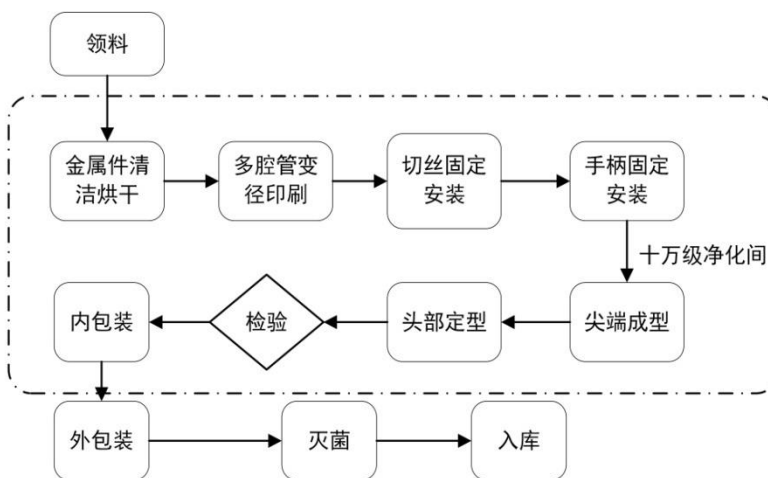 领料
金属件清
洁烘干
多腔管变
径印刷
切丝固定
安装
手柄固定
安装
十万级净化间
内包装
检验
头部定型
尖端成型
外包装
灭菌
入库